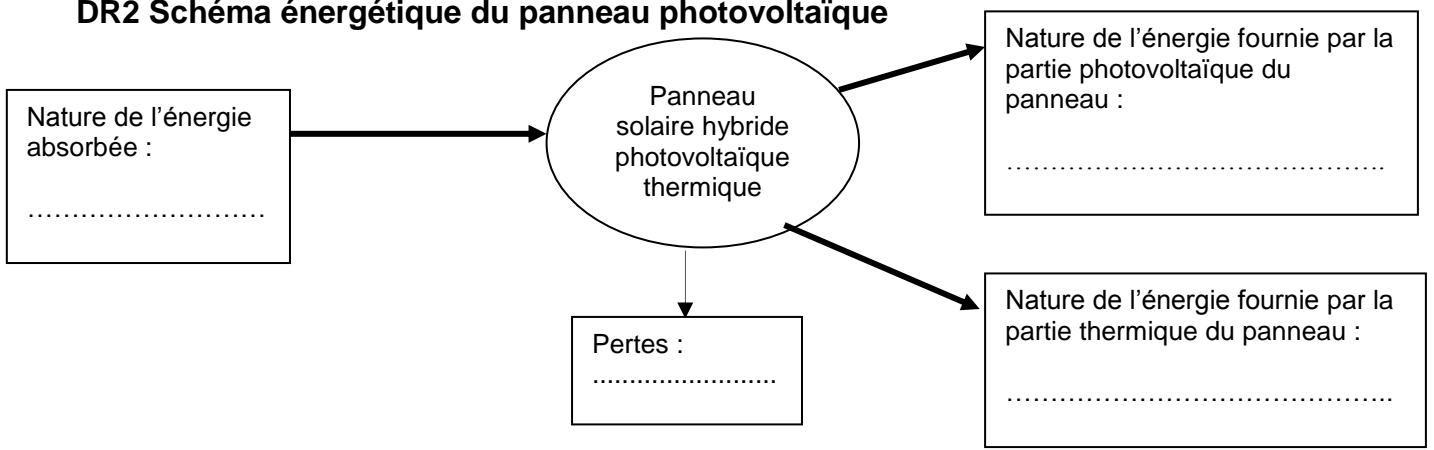 DR2 Schéma énergétique du panneau photovoltaïque
Nature de l’énergie
absorbée :
………………………
Panneau
solaire hybride
photovoltaïque
thermique
Nature de l’énergie fournie par la
partie photovoltaïque du
panneau :
…………………………………….
Pertes :
.........................
Nature de l’énergie fournie par la
partie thermique du panneau :
……………………………………..